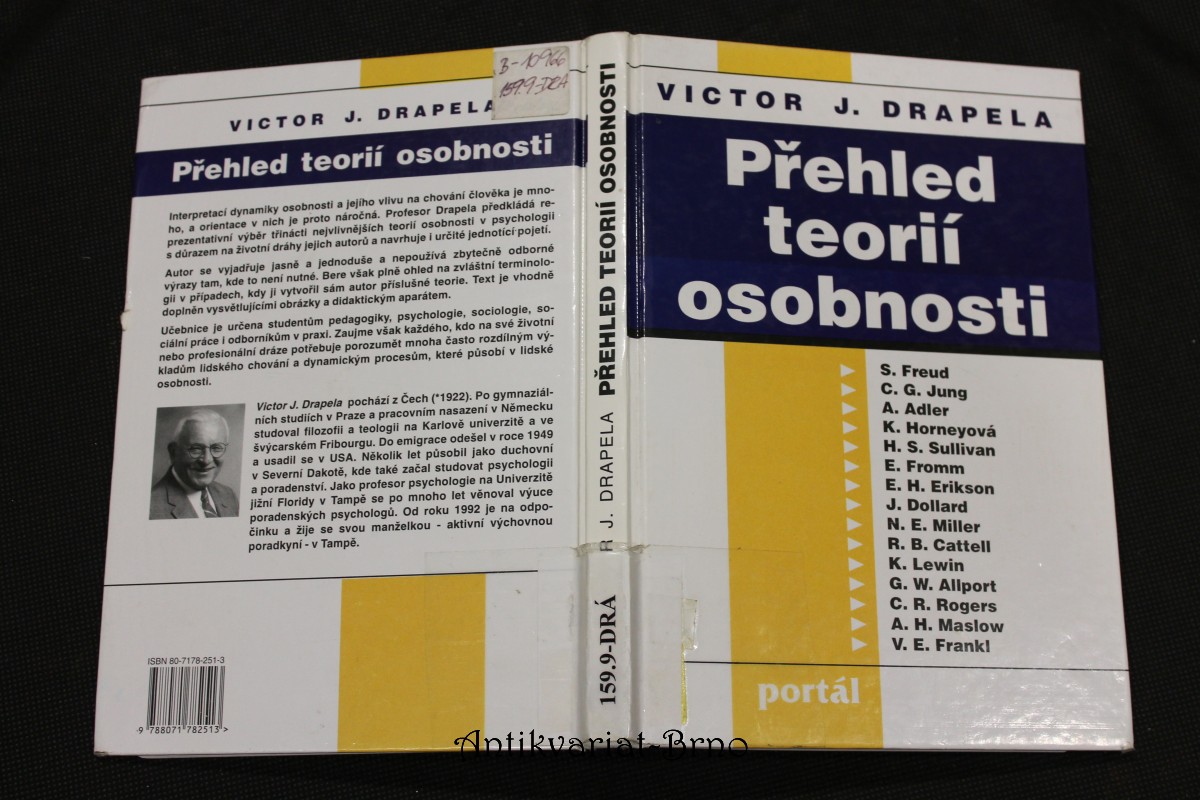 B-10966
159.9-DRA
VICTOR J. DRAPELA
Přehled teorií osobnosti
Interpretací dynamiky osobnosti a jejího vlivu na chování člověka je mno-
ho, a orientace v nich je proto náročná. Profesor Drapela předkládá re-
prezentativní výběr třinácti nejvlivnějších teorií osobnosti v psychologii
s důrazem na životní dráhy jejich autorů a navrhuje i určité jednotící pojetí.
Autor se vyjadřuje jasně a jednoduše a nepoužívá zbytečně odborné
výrazy tam, kde to není nutné. Bere však plně ohled na zvláštní terminolo-
gii v případech, kdy ji vytvořil sám autor příslušné teorie. Text je vhodně
doplněn vysvětlujícími obrázky a didaktickým aparátem.
Učebnice je určena studentům pedagogiky, psychologie, sociologie, so-
ciální práce i odborníkům v praxi. Zaujme však každého, kdo na své životní
nebo profesionální dráze potřebuje porozumět mnoha často rozdílným vý-
kladům lidského chování a dynamickým procesům, které působí v lidské
osobnosti.
Victor J. Drapela pochází z Čech (*1922). Po gymnaziál-
ních studiích v Praze a pracovním nasazení v Německu
studoval filozofii a teologii na Karlově univerzitě a ve
švýcarském Fribourgu. Do emigrace odešel v roce 1949
a usadil se v USA. Několik let působil jako duchovní
v Severní Dakotě, kde také začal studovat psychologii
a poradenství. Jako profesor psychologie na Univerzitě
jižní Floridy v Tampě se po mnoho let věnoval výuce
poradenských psychologů. Od roku 1992 je na odpo-
činku a žije se svou manželkou - aktivní výchovnou
poradkyní - v Tampě.
ISBN 80-7178-251-3
9 788071 782513 >
R J. DRAPELA PŘEHLED TEORIÍ OSOBNOSTI
159.9-DRÁ
VICTOR J. DRAPELA
Přehled
teorií
osobnosti
S. Freud
C. G. Jung
A. Adler
K. Horneyová
H. S. Sullivan
E. Fromm
E. H. Erikson
J. Dollard
N. E. Miller
R. B. Cattell
K. Lewin
G. W. Allport
C. R. Rogers
A. H. Maslow
V. E. Frankl
portál
Antikvariat-Brno